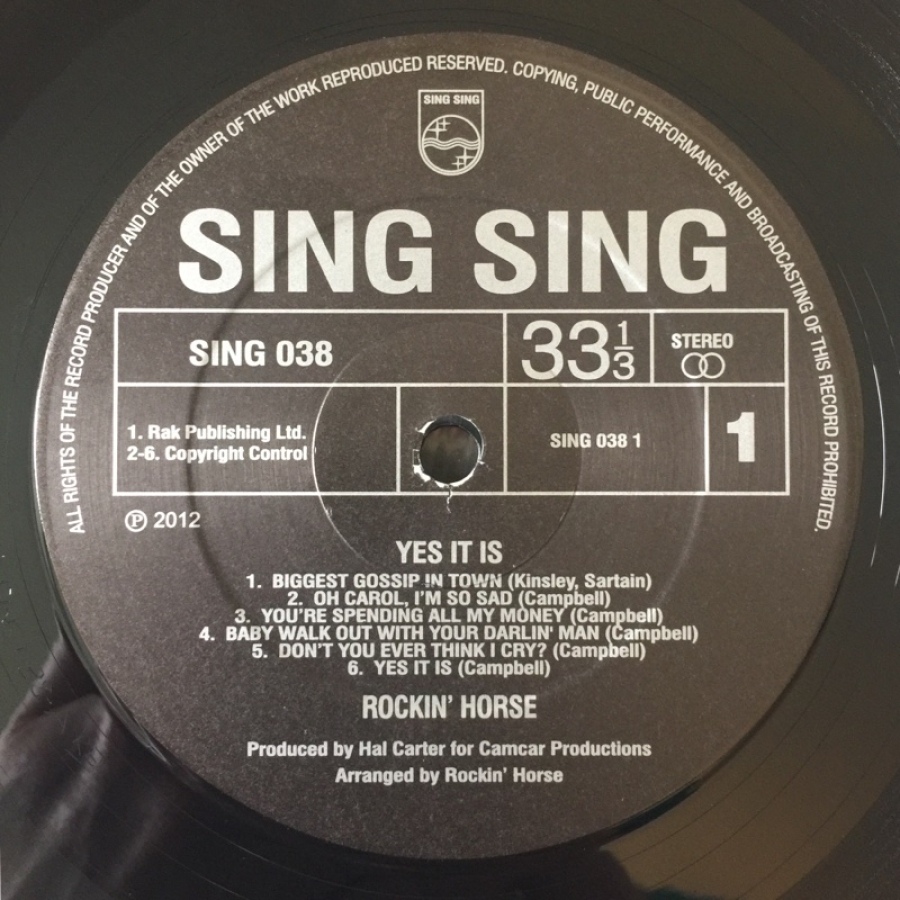 ALL RIGHTS OF THE RECORD PRODUCER AND OF THE OWNER OF THE WORK REPRODUCED RESERVED. COPYING, PUBLIC PERFORMANCE AND BROADCASTING OF THIS RECORD PROHIBITED.
SING SING
SING SING
SING 038
33 1/3
STEREO
1. Rak Publishing Ltd.
2-6. Copyright Control
SING 038 1
1
Ⓟ 2012
YES IT IS
1. BIGGEST GOSSIP IN TOWN (Kinsley, Sartain)
2. OH CAROL, I'M SO SAD (Campbell)
3. YOU'RE SPENDING ALL MY MONEY (Campbell)
4. BABY WALK OUT WITH YOUR DARLIN' MAN (Campbell)
5. DON'T YOU EVER THINK I CRY? (Campbell)
6. YES IT IS (Campbell)
ROCKIN' HORSE
Produced by Hal Carter for Camcar Productions
Arranged by Rockin' Horse